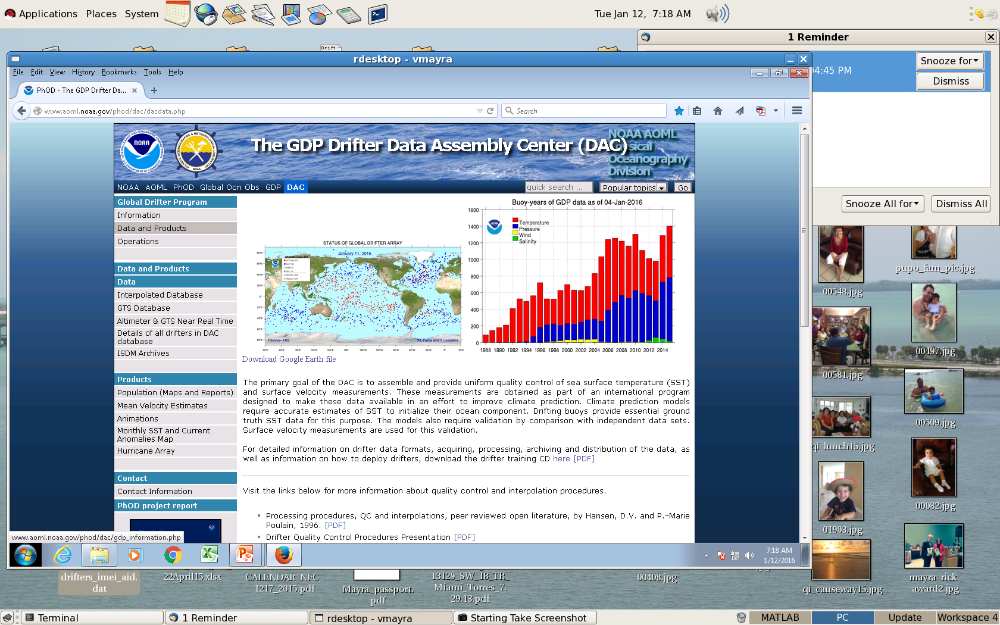 Applications Places System
Tue Jan 12, 7:18 AM
1 Reminder
04:45 PM
Snooze for
Dismiss
Snooze All for
Dismiss All
Drift
rdesktop - vmayra
File Edit View History Bookmarks Tools Help
PhOD - The GDP Drifter Da...
www.aoml.noaa.gov/phod/dac/dacdata.php
Search
NOAA
The GDP Drifter Data Assembly Center (DAC)
NOAA AOML
Physical
Oceanography
Division
NOAA AOML PhOD Global Ocn Obs GDP DAC
quick search ...
Popular topics
Go
Global Drifter Program
Information
Data and Products
Operations
Data and Products
Data
Interpolated Database
GTS Database
Altimeter & GTS Near Real Time
Details of all drifters in DAC
database
ISDM Archives
Products
Population (Maps and Reports)
Mean Velocity Estimates
Animations
Monthly SST and Current
Anomalies Map
Hurricane Array
Contact
Contact Information
PhOD project report
STATUS OF GLOBAL DRIFTER ARRAY
January 11, 2016
# buoys= 1423
(M. Pazos and R. Lumpkin)
Buoy-years of GDP data as of 04-Jan-2016
Temperature
Pressure
Wind
Salinity
1600
1400
1200
1000
800
600
400
200
0
1988 1990 1992 1994 1996 1998 2000 2002 2004 2006 2008 2010 2012 2014
Download Google Earth file
The primary goal of the DAC is to assemble and provide uniform quality control of sea surface temperature (SST)
and surface velocity measurements. These measurements are obtained as part of an international program
designed to make these data available in an effort to improve climate prediction. Climate prediction models
require accurate estimates of SST to initialize their ocean component. Drifting buoys provide essential ground
truth SST data for this purpose. The models also require validation by comparison with independent data sets.
Surface velocity measurements are used for this validation.
For detailed information on drifter data formats, acquiring, processing, archiving and distribution of the data, as
well as information on how to deploy drifters, download the drifter training CD here [PDF]
Visit the links below for more information about quality control and interpolation procedures.
Processing procedures, QC and interpolations, peer reviewed open literature, by Hansen, D.V. and P.-Marie
Poulain, 1996. [PDF]
Drifter Quality Control Procedures Presentation [PDF]
www.aoml.noaa.gov/phod/dac/gdp_information.php
7:18 AM
1/12/2016
00548.jpg
pupo_fam_pic.jpg
00581.jpg
00497.jpg
qi_lunch15.jpg
00509.jpg
01903.jpg
00082.jpg
qi_causeway15.jpg
mayra_rick_
award2.jpg
drifters_imei_aid.
dat
22April15.xlsx
CALENDAR_NFC_
1217_2015.pdf
Mayra_passport.
pdf
13129_SW_18_TR_
Miami_Torres_7.
29.13.pdf
00408.jpg
Terminal
1 Reminder
rdesktop - vmayra
Starting Take Screenshot
MATLAB
PC
Update
Workspace 4